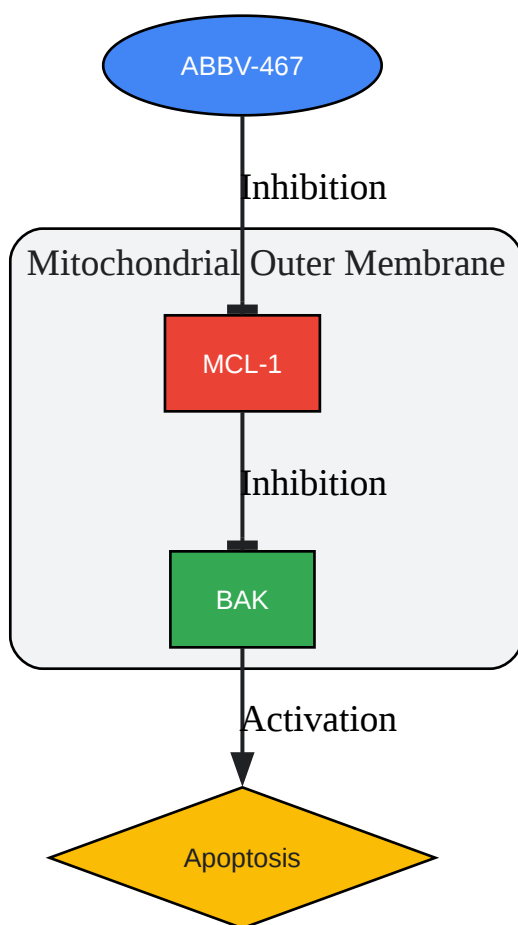 ABBV-467
Inhibition
Mitochondrial Outer Membrane
MCL-1
Inhibition
BAK
Activation
Apoptosis